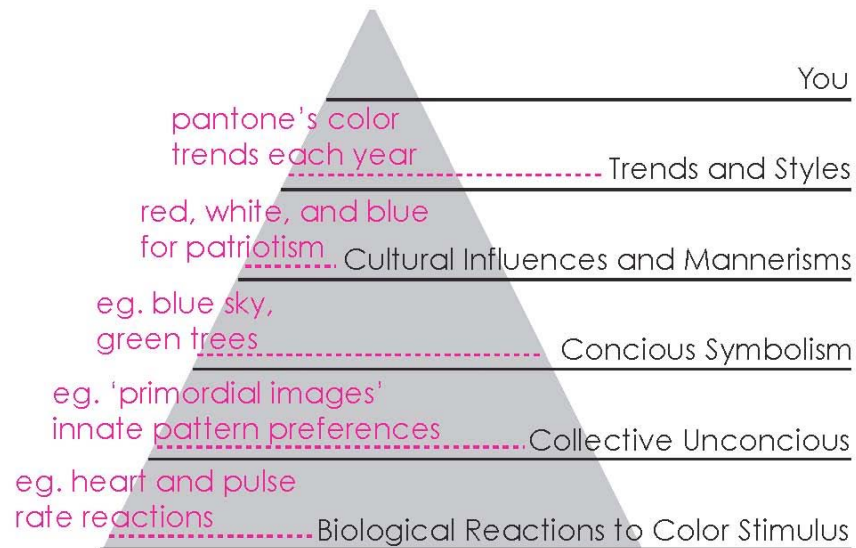 You
pantone's color
trends each year
Trends and Styles
red, white, and blue
for patriotism
Cultural Influences and Mannerisms
eg. blue sky,
green trees
Concious Symbolism
eg. 'primordial images'
innate pattern preferences
Collective Unconcious
eg. heart and pulse
rate reactions
Biological Reactions to Color Stimulus